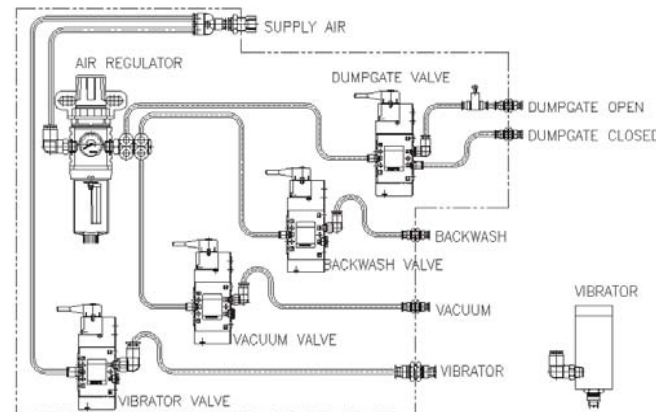 SUPPLY AIR
AIR REGULATOR
DUMPGATE VALVE
DUMPGATE OPEN
DUMPGATE CLOSED
BACKWASH
BACKWASH VALVE
VACUUM
VIBRATOR
VACUUM VALVE
VIBRATOR
VIBRATOR VALVE